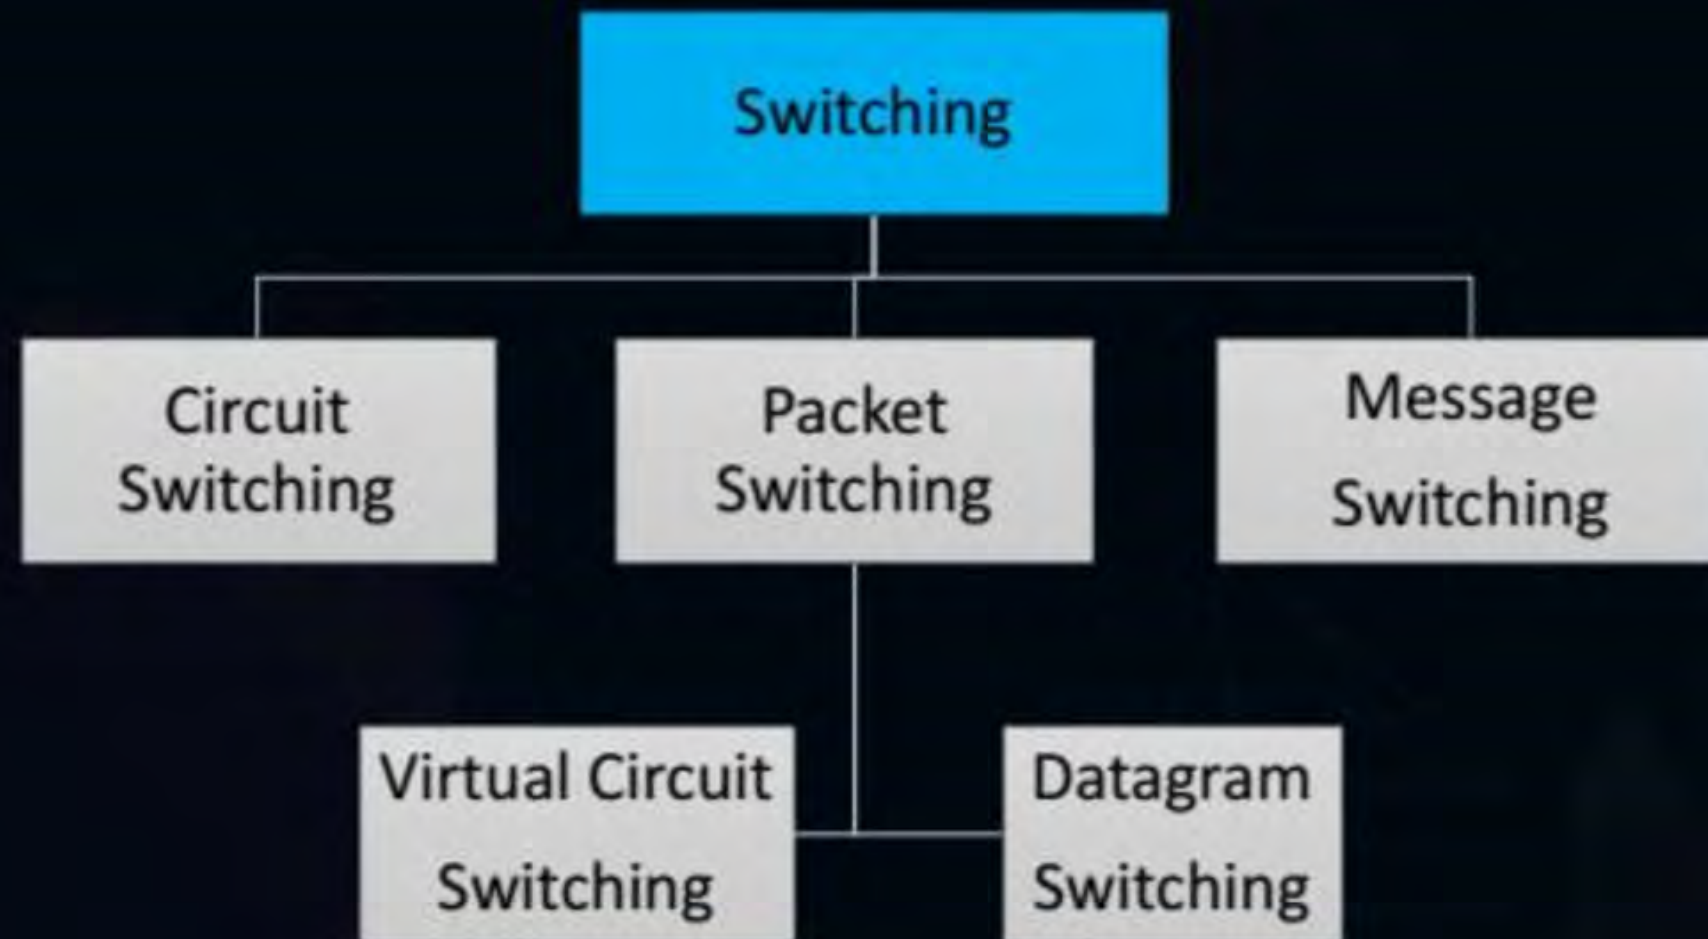 Switching
Circuit
Switching
Packet
Switching
Message
Switching
Virtual Circuit
Switching
Datagram
Switching